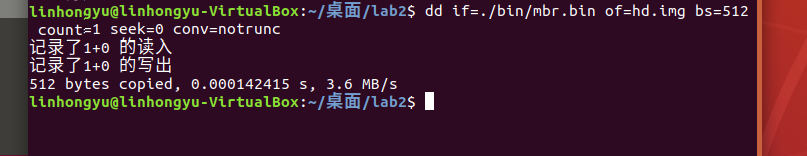 linhongyu@linhongyu-VirtualBox:~/桌面/lab2$ dd if=./bin/mbr.bin of=hd.img bs=512
 count=1 seek=0 conv=notrunc
记录了1+0 的读入
记录了1+0 的写出
512 bytes copied, 0.000142415 s, 3.6 MB/s
linhongyu@linhongyu-VirtualBox:~/桌面/lab2$